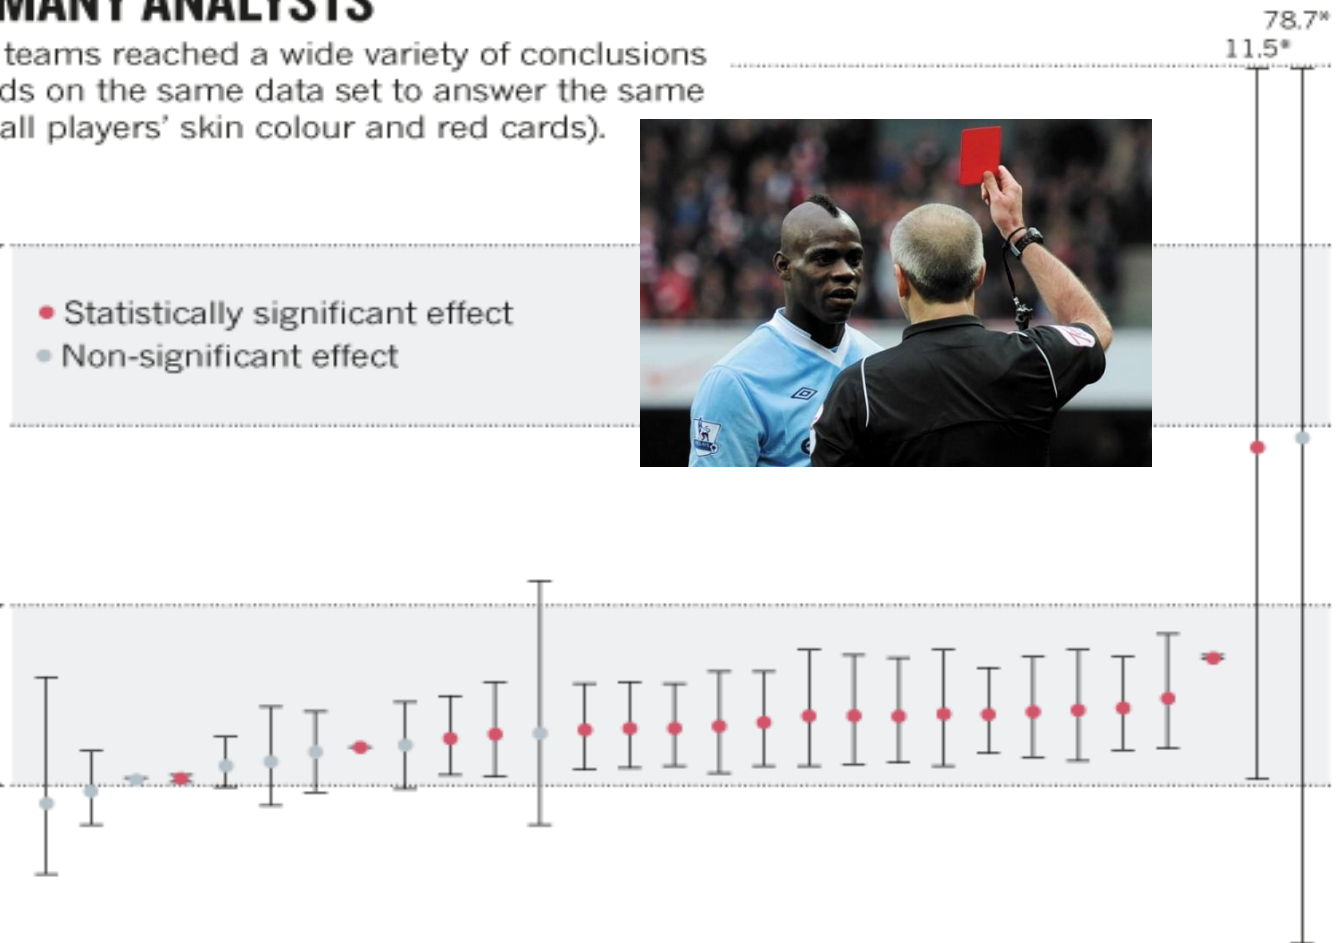 MANY ANALYSTS
teams reached a wide variety of conclusions
ds on the same data set to answer the same
all players' skin colour and red cards).
78.7*
11.5*
Statistically significant effect
Non-significant effect